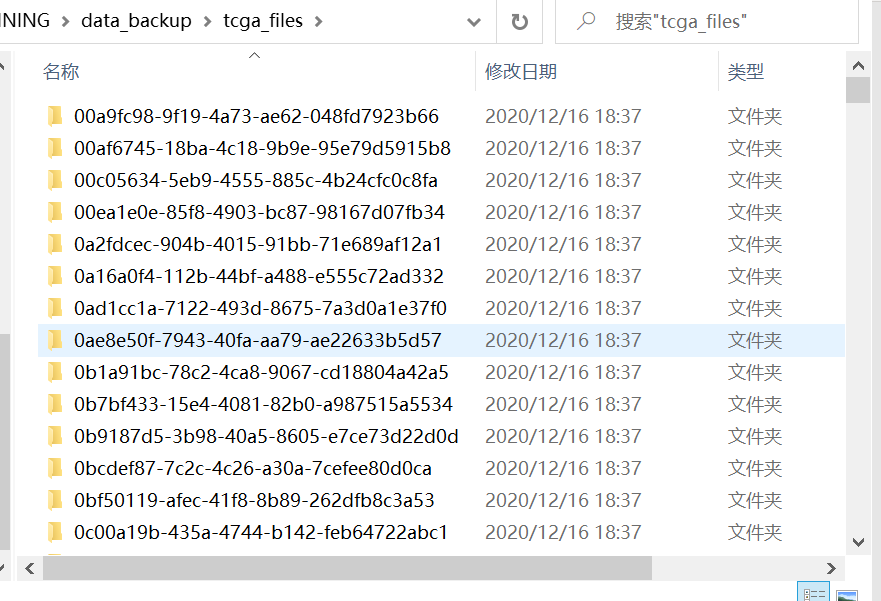 NING > data_backup > tcga_files >
搜索"tcga_files"
名称 修改日期 类型
00a9fc98-9f19-4a73-ae62-048fd7923b66 2020/12/16 18:37 文件夹
00af6745-18ba-4c18-9b9e-95e79d5915b8 2020/12/16 18:37 文件夹
00c05634-5eb9-4555-885c-4b24cfc0c8fa 2020/12/16 18:37 文件夹
00ea1e0e-85f8-4903-bc87-98167d07fb34 2020/12/16 18:37 文件夹
0a2fdcec-904b-4015-91bb-71e689af12a1 2020/12/16 18:37 文件夹
0a16a0f4-112b-44bf-a488-e555c72ad332 2020/12/16 18:37 文件夹
0ad1cc1a-7122-493d-8675-7a3d0a1e37f0 2020/12/16 18:37 文件夹
0ae8e50f-7943-40fa-aa79-ae22633b5d57 2020/12/16 18:37 文件夹
0b1a91bc-78c2-4ca8-9067-cd18804a42a5 2020/12/16 18:37 文件夹
0b7bf433-15e4-4081-82b0-a987515a5534 2020/12/16 18:37 文件夹
0b9187d5-3b98-40a5-8605-e7ce73d22d0d 2020/12/16 18:37 文件夹
0bcdef87-7c2c-4c26-a30a-7cefee80d0ca 2020/12/16 18:37 文件夹
0bf50119-afec-41f8-8b89-262dfb8c3a53 2020/12/16 18:37 文件夹
0c00a19b-435a-4744-b142-feb64722abc1 2020/12/16 18:37 文件夹